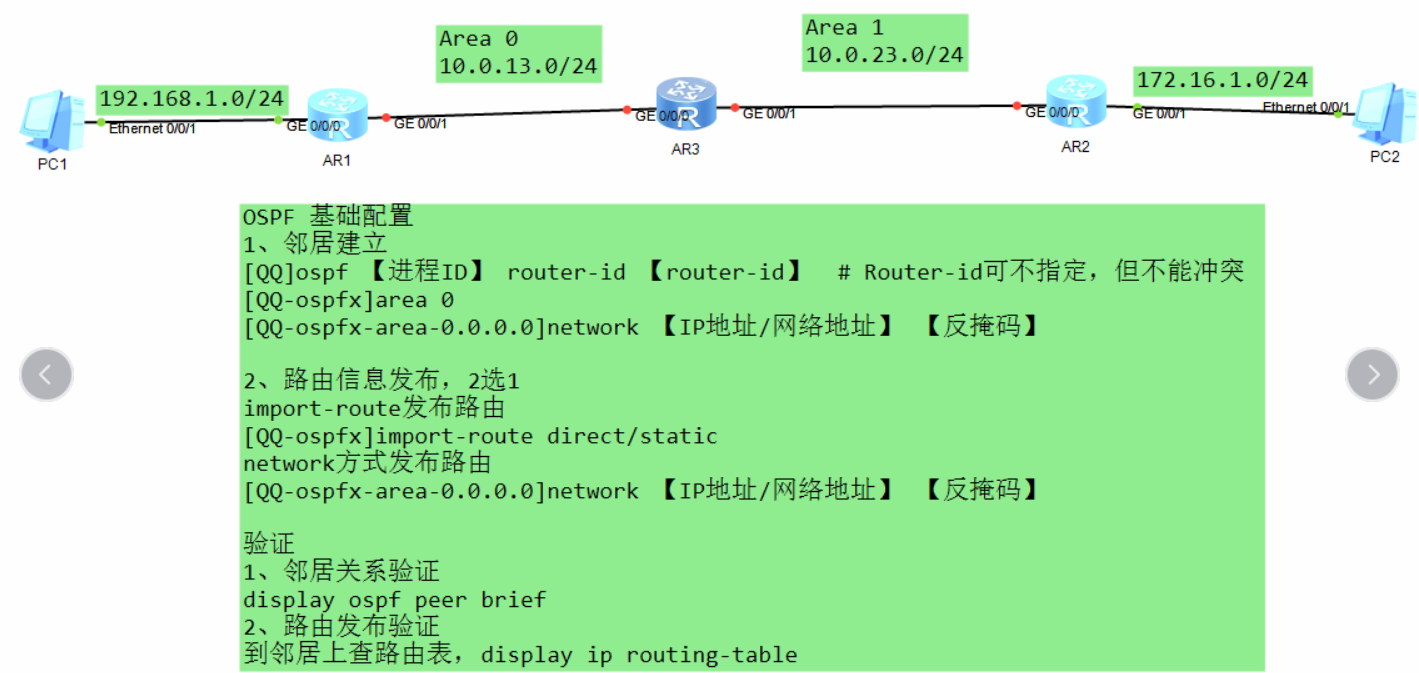 Area 0
10.0.13.0/24
Area 1
10.0.23.0/24
192.168.1.0/24
172.16.1.0/24
Ethernet 0/0/1
GE 0/0/0
GE 0/0/1
GE 0/0/0
GE 0/0/1
GE 0/0/0
GE 0/0/1
Ethernet 0/0/1
PC1
AR1
AR3
AR2
PC2
OSPF 基础配置
1、邻居建立
[QQ]ospf 【进程ID】 router-id 【router-id】 # Router-id可不指定，但不能冲突
[QQ-ospfx]area 0
[QQ-ospfx-area-0.0.0.0]network 【IP地址/网络地址】 【反掩码】
2、路由信息发布，2选1
import-route发布路由
[QQ-ospfx]import-route direct/static
network方式发布路由
[QQ-ospfx-area-0.0.0.0]network 【IP地址/网络地址】 【反掩码】
验证
1、邻居关系验证
display ospf peer brief
2、路由发布验证
到邻居上查路由表，display ip routing-table